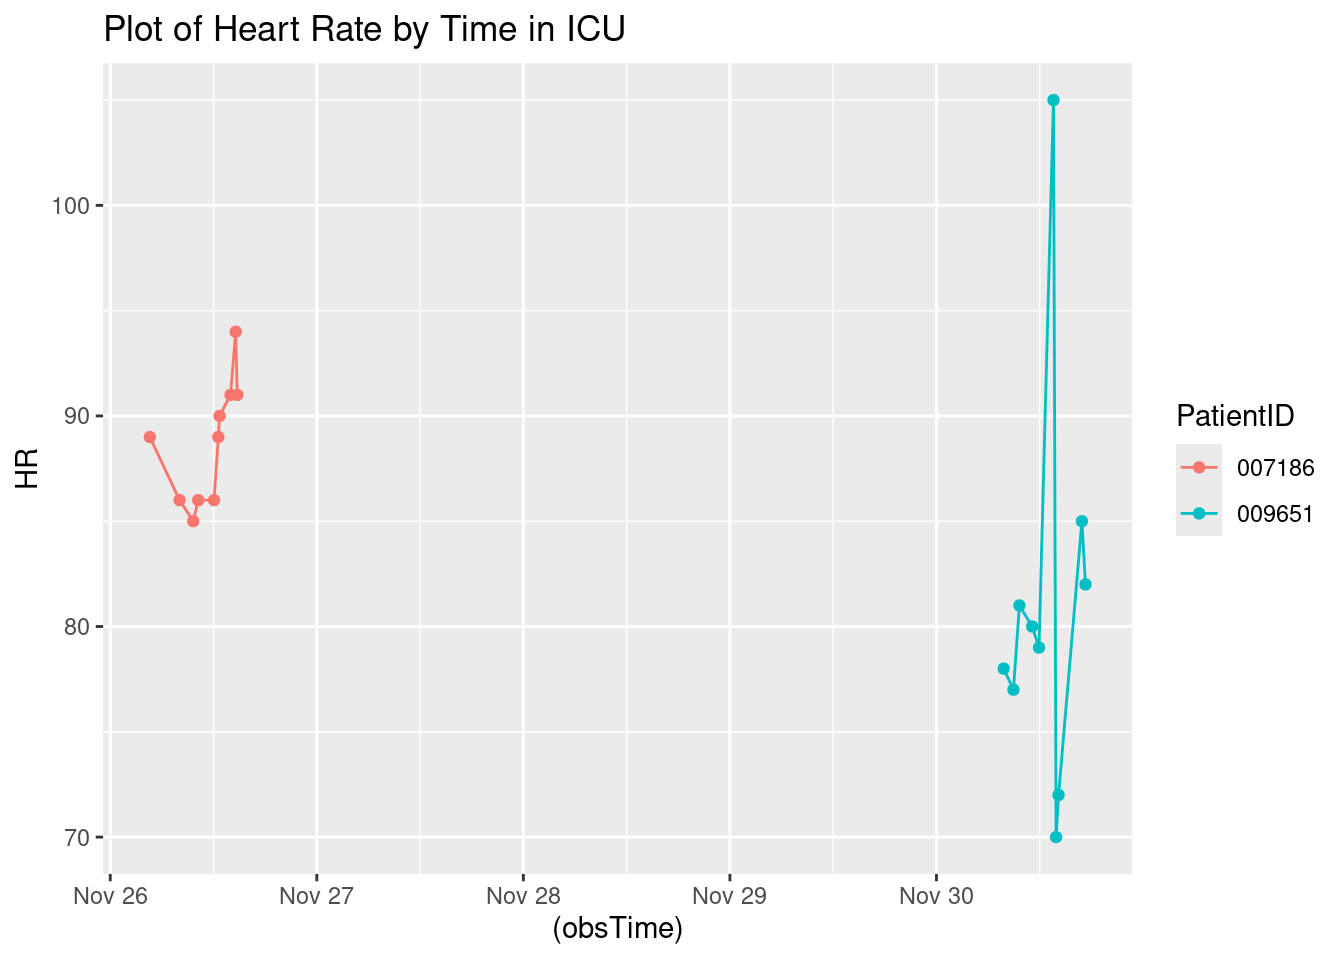 Plot of Heart Rate by Time in ICU
HR
100
90
80
70
Nov 26 Nov 27 Nov 28 Nov 29 Nov 30
(obsTime)
PatientID
007186
009651